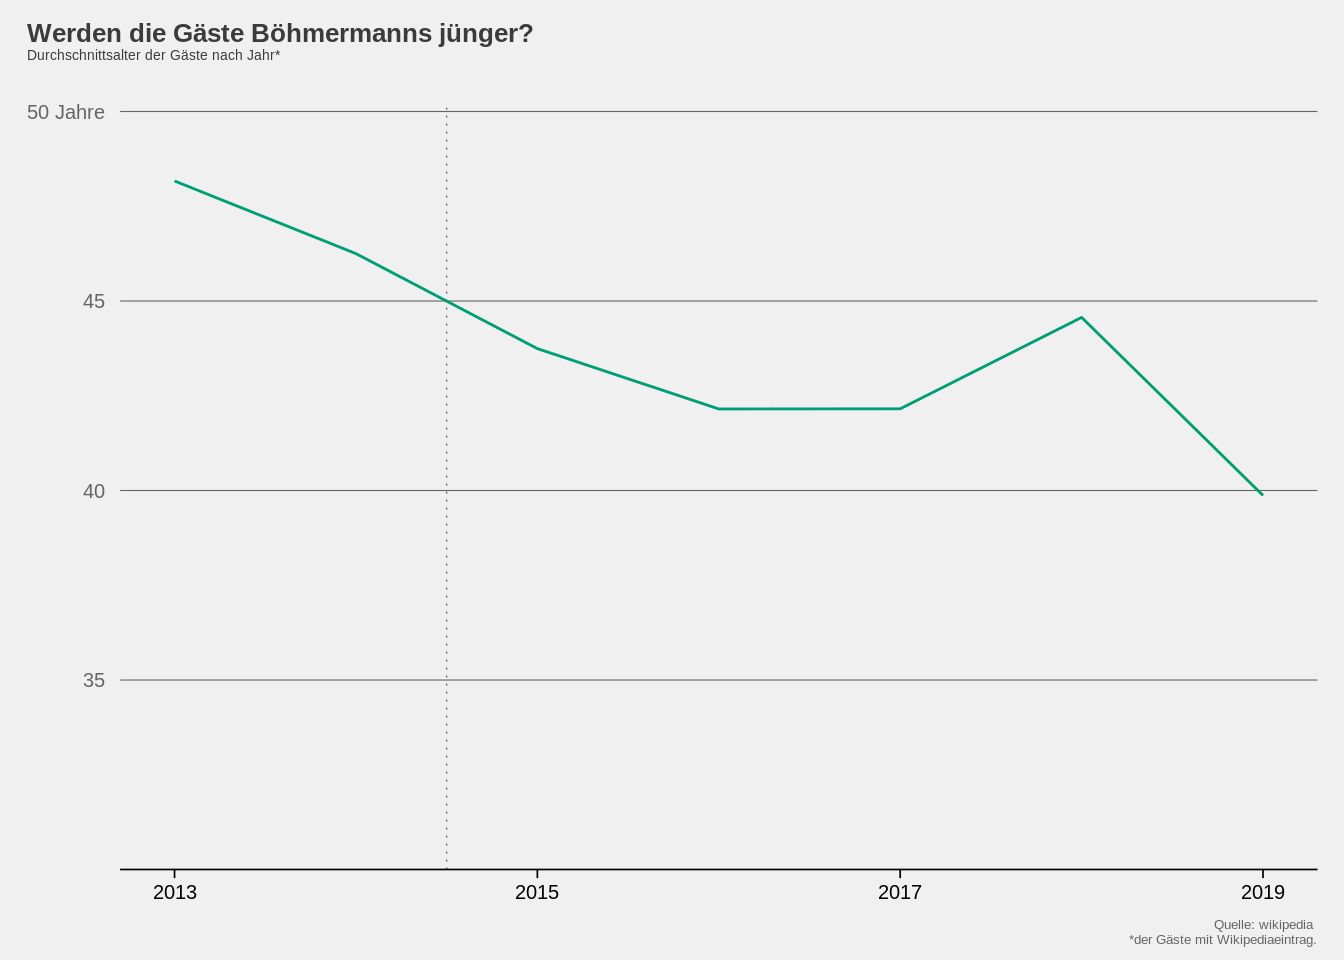 Werden die Gäste Böhmermanns jünger?
Durchschnittsalter der Gäste nach Jahr*
50 Jahre
45
40
35
2013
2015
2017
2019
Quelle: wikipedia
*der Gäste mit Wikipediaeintrag.